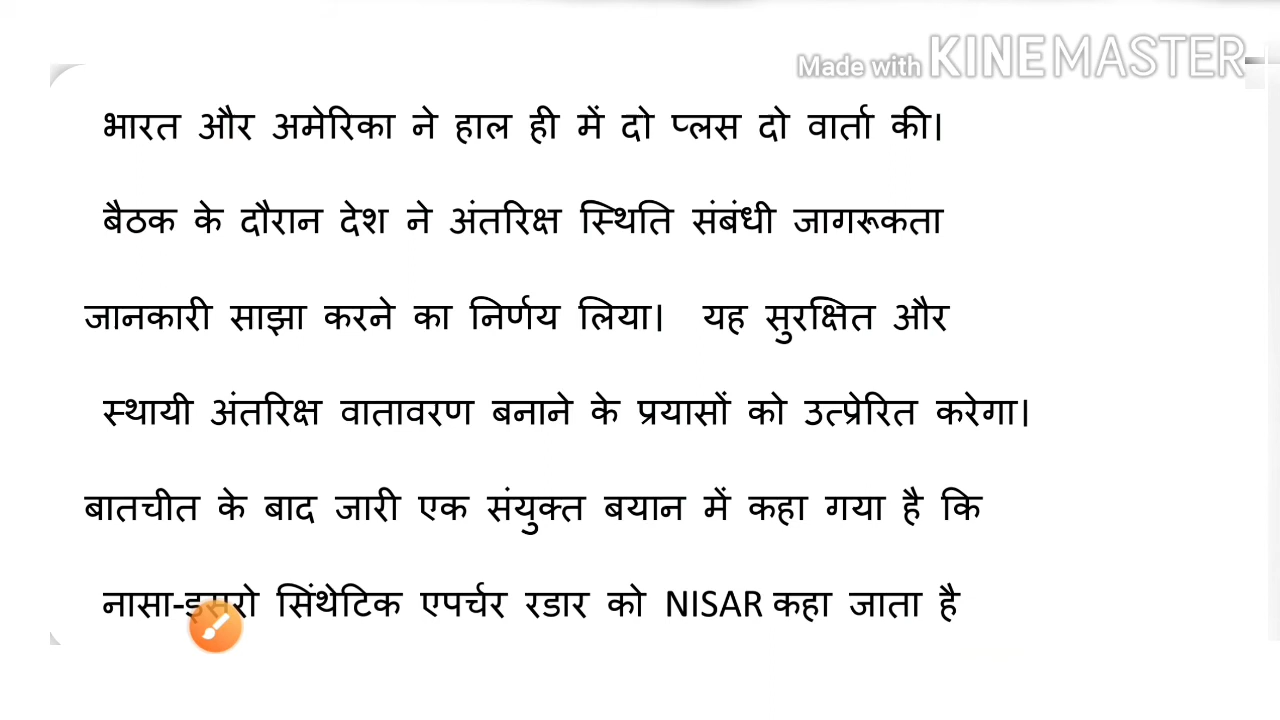 Made with KINEMASTER
भारत और अमेरिका ने हाल ही में दो प्लस दो वार्ता की।
बैठक के दौरान देश ने अंतरिक्ष स्थिति संबंधी जागरूकता
जानकारी साझा करने का निर्णय लिया। यह सुरक्षित और
स्थायी अंतरिक्ष वातावरण बनाने के प्रयासों को उत्प्रेरित करेगा।
बातचीत के बाद जारी एक संयुक्त बयान में कहा गया है कि
नासा-इसरो सिंथेटिक एपर्चर रडार को NISAR कहा जाता है